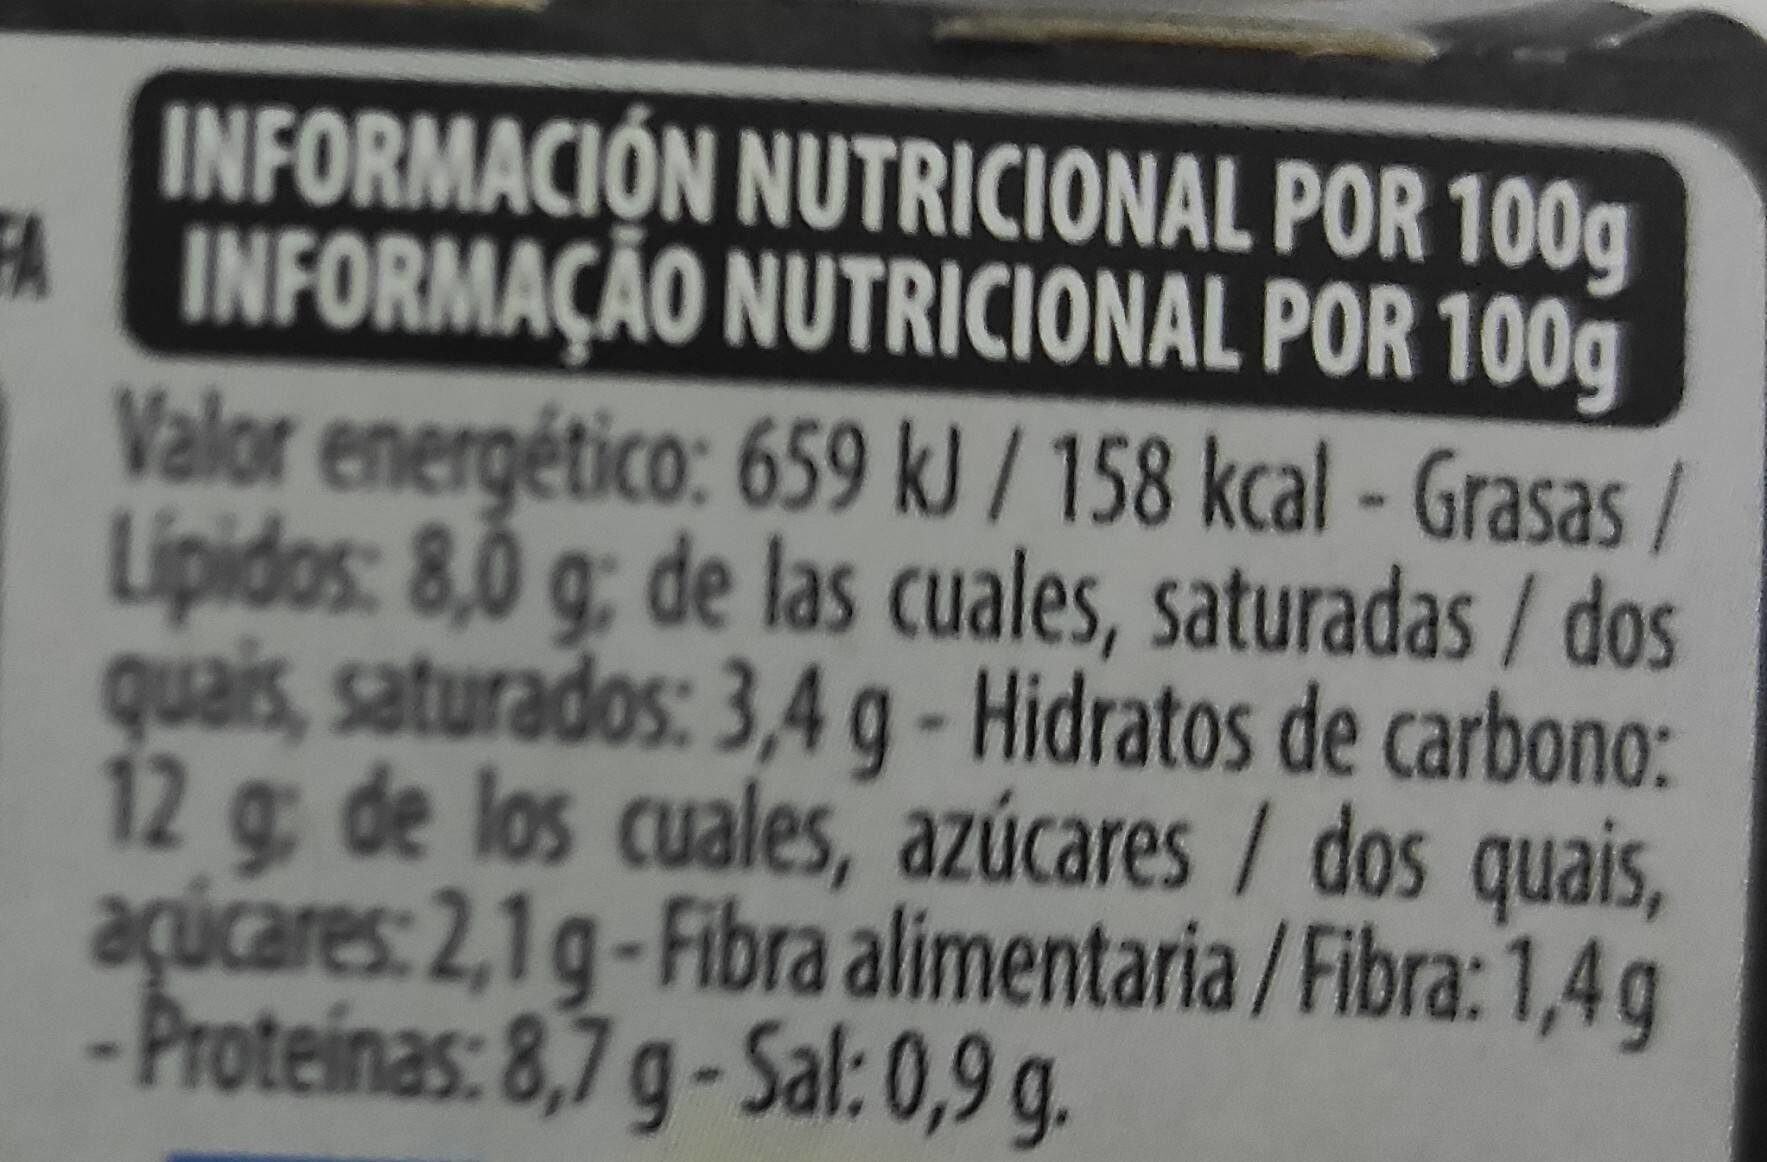 INFORMACIÓN NUTRICIONAL POR 100g
INFORMAÇÃO NUTRICIONAL POR 100g
FA
Valor energético: 659 kJ / 158 kcal - Grasas /
Lípidos: 8,0 g; de las cuales, saturadas / dos
quais, saturados: 3,4 g - Hidratos de carbono:
12 g; de los cuales, azúcares / dos quais,
açúcares: 2,1 g - Fibra alimentaria / Fibra: 1,4 g
- Proteínas: 8,7 g - Sal: 0,9 g.